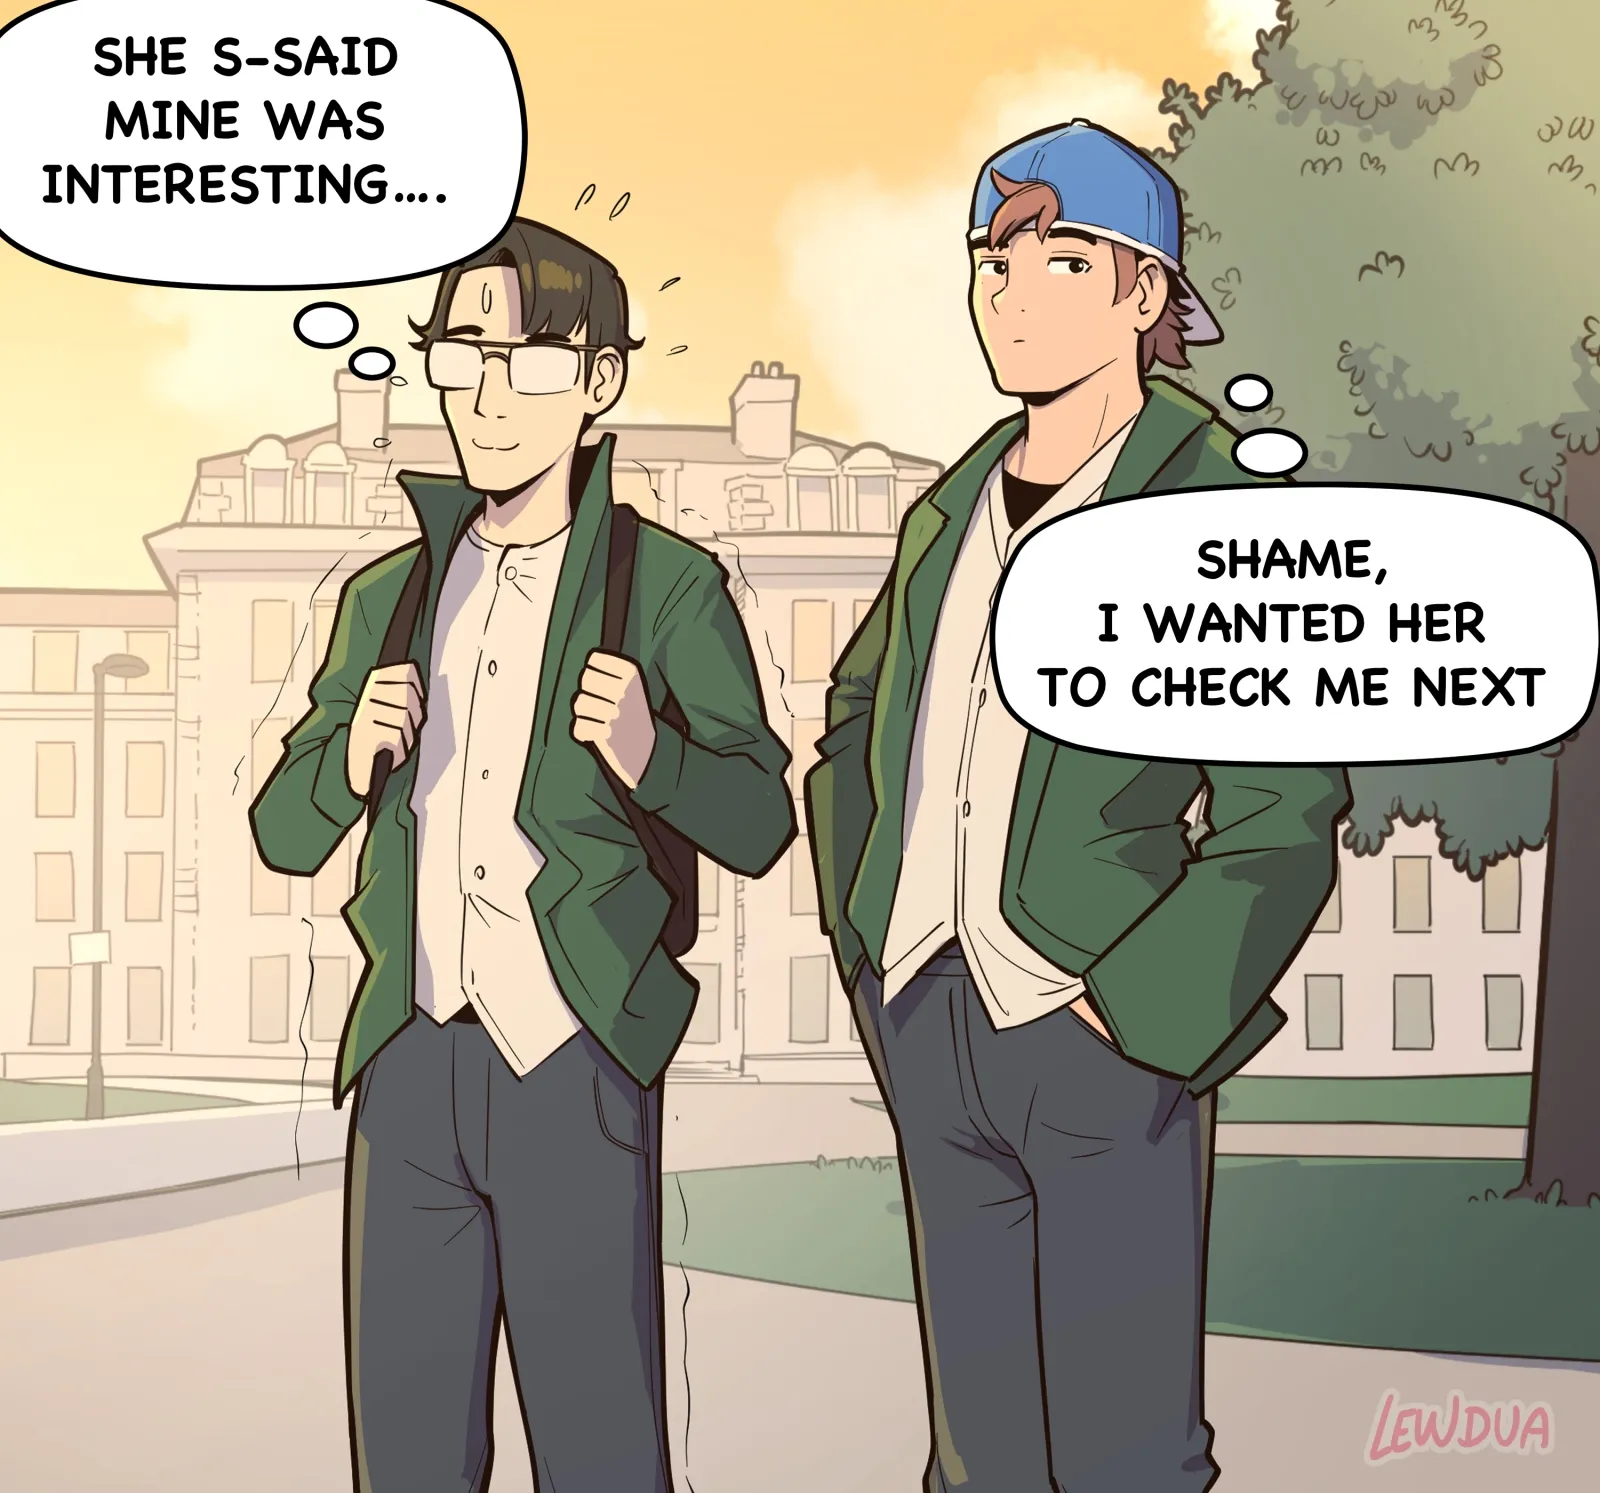 SHE S-SAID
MINE WAS
INTERESTING....
SHAME,
I WANTED HER
TO CHECK ME NEXT
LEWDUA